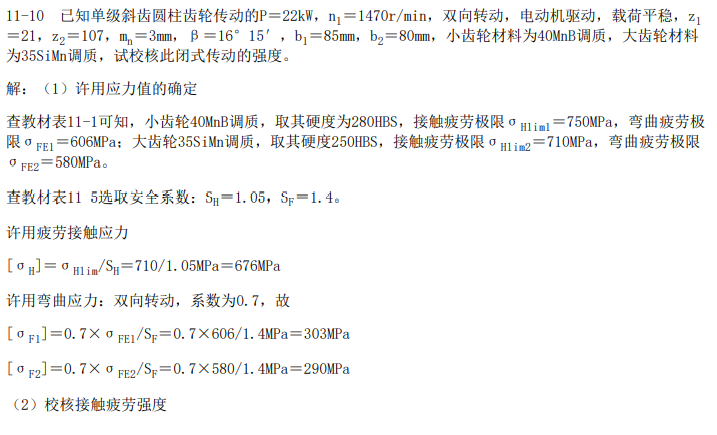 11-10 已知单级斜齿圆柱齿轮传动的P＝22kW，n1＝1470r/min，双向转动，电动机驱动，载荷平稳，z1
＝21，z2＝107，mn＝3mm，β＝16°15′，b1＝85mm，b2＝80mm，小齿轮材料为40MnB调质，大齿轮材料
为35SiMn调质，试校核此闭式传动的强度。
解：（1）许用应力值的确定
查教材表11-1可知，小齿轮40MnB调质，取其硬度为280HBS，接触疲劳极限σHlim1＝750MPa，弯曲疲劳极
限σFE1＝606MPa；大齿轮35SiMn调质，取其硬度250HBS，接触疲劳极限σHlim2＝710MPa，弯曲疲劳极限
σFE2＝580MPa。
查教材表11 5选取安全系数：SH＝1.05，SF＝1.4。
许用疲劳接触应力
[σH]＝σHlim/SH＝710/1.05MPa＝676MPa
许用弯曲应力：双向转动，系数为0.7，故
[σF1]＝0.7×σFE1/SF＝0.7×606/1.4MPa＝303MPa
[σF2]＝0.7×σFE2/SF＝0.7×580/1.4MPa＝290MPa
（2）校核接触疲劳强度